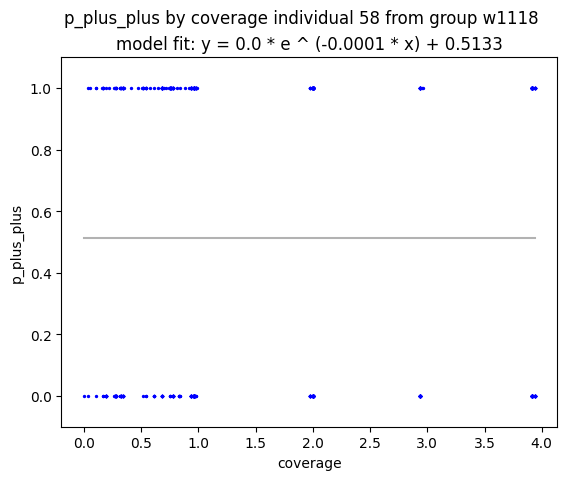 p_plus_plus by coverage individual 58 from group w1118
model fit: y = 0.0 * e ^ (-0.0001 * x) + 0.5133
1.0
0.8
0.6
0.4
0.2
0.0
p_plus_plus
0.0 0.5 1.0 1.5 2.0 2.5 3.0 3.5 4.0
coverage